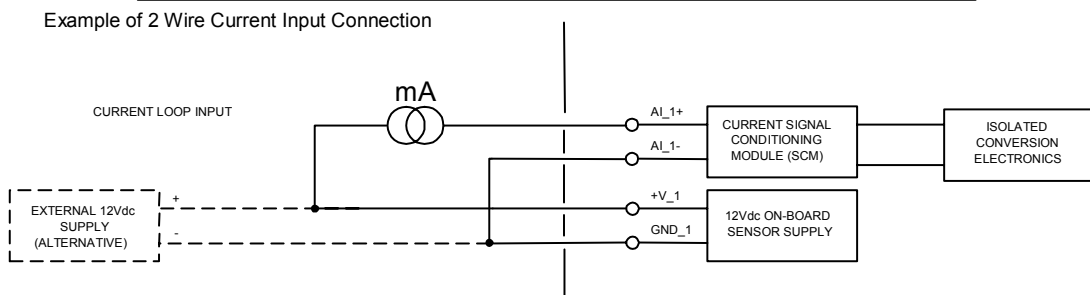 Example of 2 Wire Current Input Connection
mA
CURRENT LOOP INPUT
AI_1+
AI_1-
CURRENT SIGNAL
CONDITIONING
MODULE (SCM)
ISOLATED
CONVERSION
ELECTRONICS
+
-
EXTERNAL 12Vdc
SUPPLY
(ALTERNATIVE)
+V_1
GND_1
12Vdc ON-BOARD
SENSOR SUPPLY